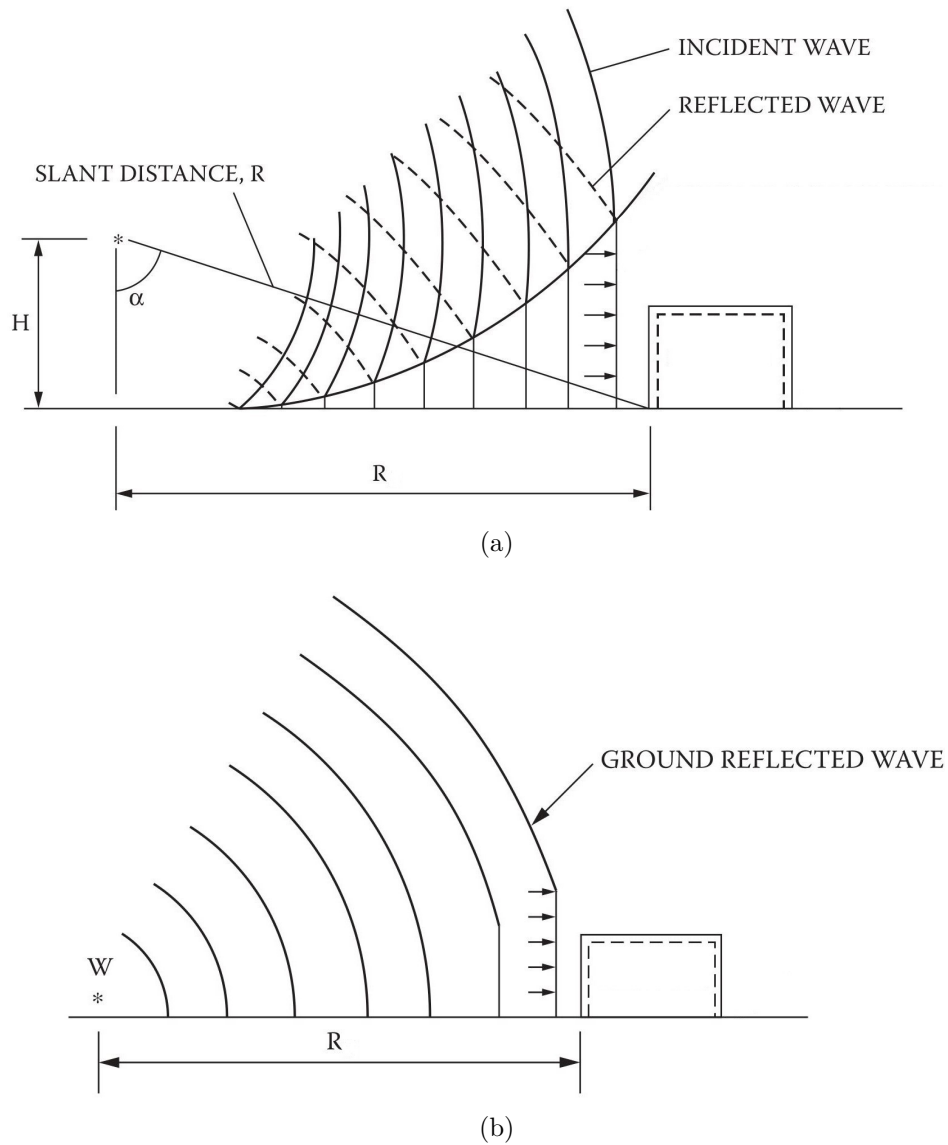 INCIDENT WAVE
REFLECTED WAVE
SLANT DISTANCE, R
*
α
H
R
(a)
GROUND REFLECTED WAVE
W
*
R
(b)